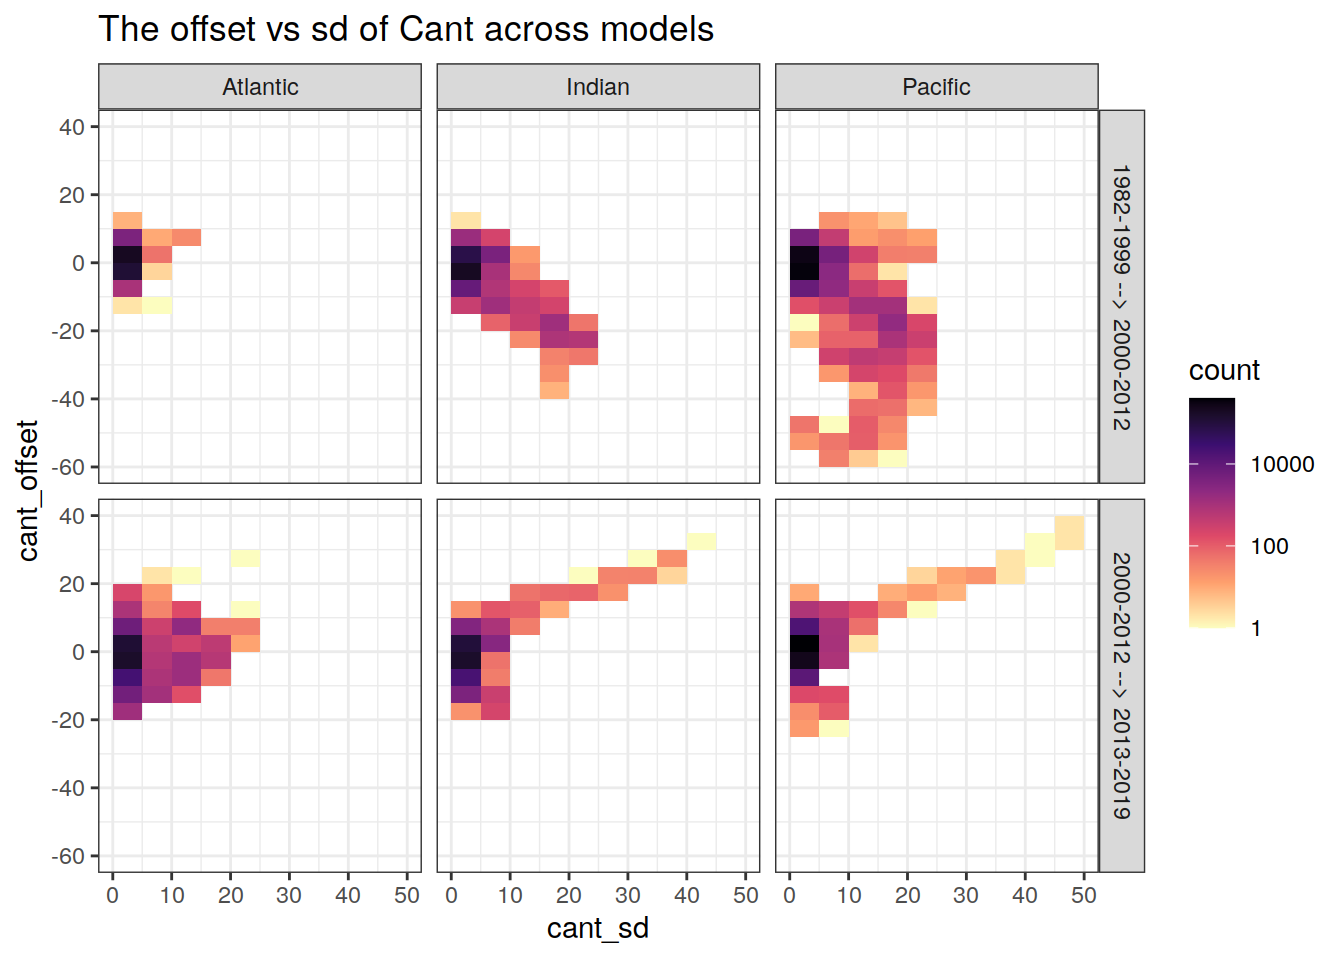 The offset vs sd of Cant across models
Atlantic
Indian
Pacific
40
20
0
-20
-40
-60
1982-1999 --> 2000-2012
cant_offset
40
20
0
-20
-40
-60
2000-2012 --> 2013-2019
0 10 20 30 40 50
0 10 20 30 40 50
0 10 20 30 40 50
cant_sd
count
10000
100
1